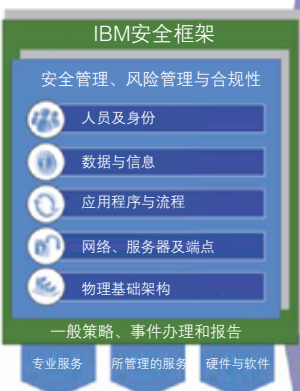 IBM安全框架
安全管理、风险管理与合规性
人员及身份
数据与信息
应用程序与流程
网络、服务器及端点
物理基础架构
一般策略、事件办理和报告
专业服务
所管理的服务
硬件与软件